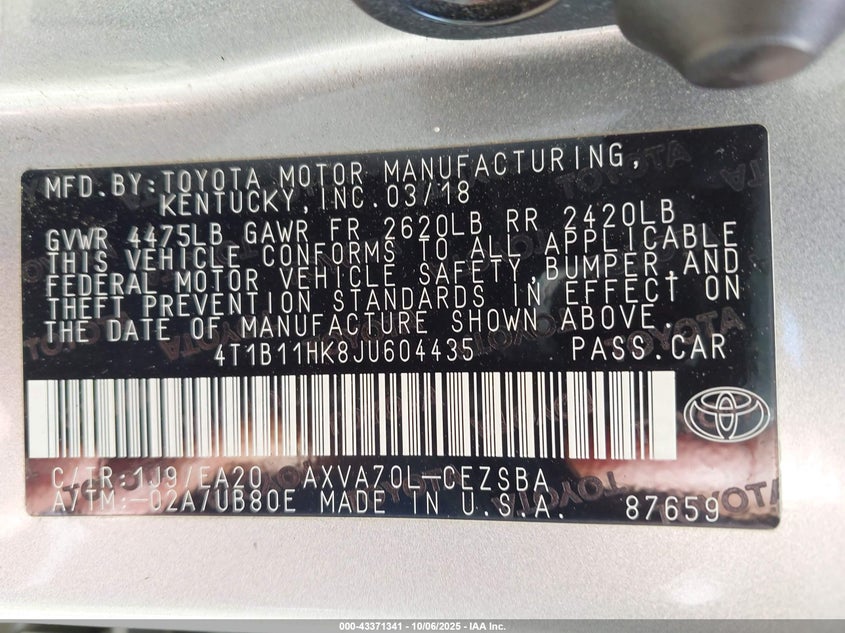 MFD.BY:TOYOTA MOTOR MANUFACTURING,
KENTUCKY,INC.03/18
GVWR 4475LB GAWR FR 2620LB RR 2420LB
THIS VEHICLE CONFORMS TO ALL APPLICABLE
FEDERAL MOTOR VEHICLE SAFETY,BUMPER,AND
THEFT PREVENTION STANDARDS IN EFFECT ON
THE DATE OF MANUFACTURE SHOWN ABOVE.
4T1B11HK8JU604435 PASS.CAR
C/TR:1J9/EA20 AXVA70L-CEZSBA
A/TM:-02A/UB80E MADE IN U.S.A. 87659
000-43371341 - 10/06/2025 - IAA Inc.